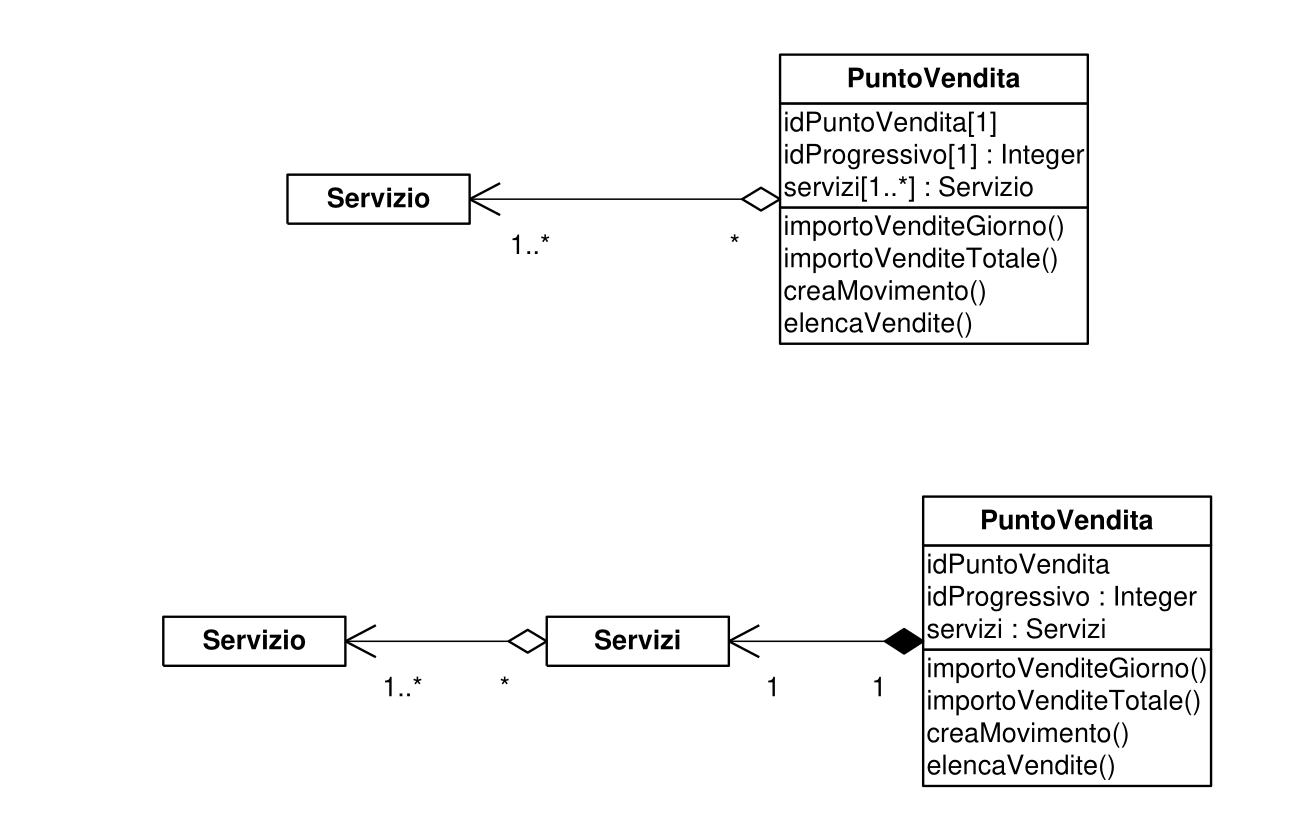 PuntoVendita
idPuntoVendita[1]
idProgressivo[1] : Integer
servizi[1..*] : Servizio
importoVenditeGiorno()
importoVenditeTotale()
creaMovimento()
elencaVendite()
Servizio
1..*
*
PuntoVendita
idPuntoVendita
idProgressivo : Integer
servizi : Servizi
importoVenditeGiorno()
importoVenditeTotale()
creaMovimento()
elencaVendite()
Servizio
Servizi
1..*
*
1
1